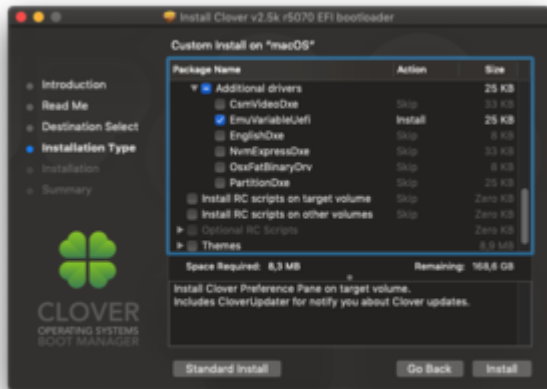 Install Clover v2.5k r5070 EFI bootloader
Custom Install on "macOS"
Introduction
Read Me
Destination Select
Installation Type
Installation
Summary
Package Name Action Size
Additional drivers 25 KB
CsmVideoDxe Skip 33 KB
EmuVariableUefi Install 25 KB
EnglishDxe Skip 8 KB
NvmExpressDxe Skip 33 KB
OsxFatBinaryDrv Skip 8 KB
PartitionDxe Skip 25 KB
Install RC scripts on target volume Skip Zero KB
Install RC scripts on other volumes Skip Zero KB
Optional RC Scripts Zero KB
Themes 8,9 MB
Space Required: 8,3 MB Remaining: 168,6 GB
Install Clover Preference Pane on target volume.
Includes CloverUpdater for notify you about Clover updates.
CLOVER
OPERATING SYSTEMS
BOOT MANAGER
Standard Install Go Back Install